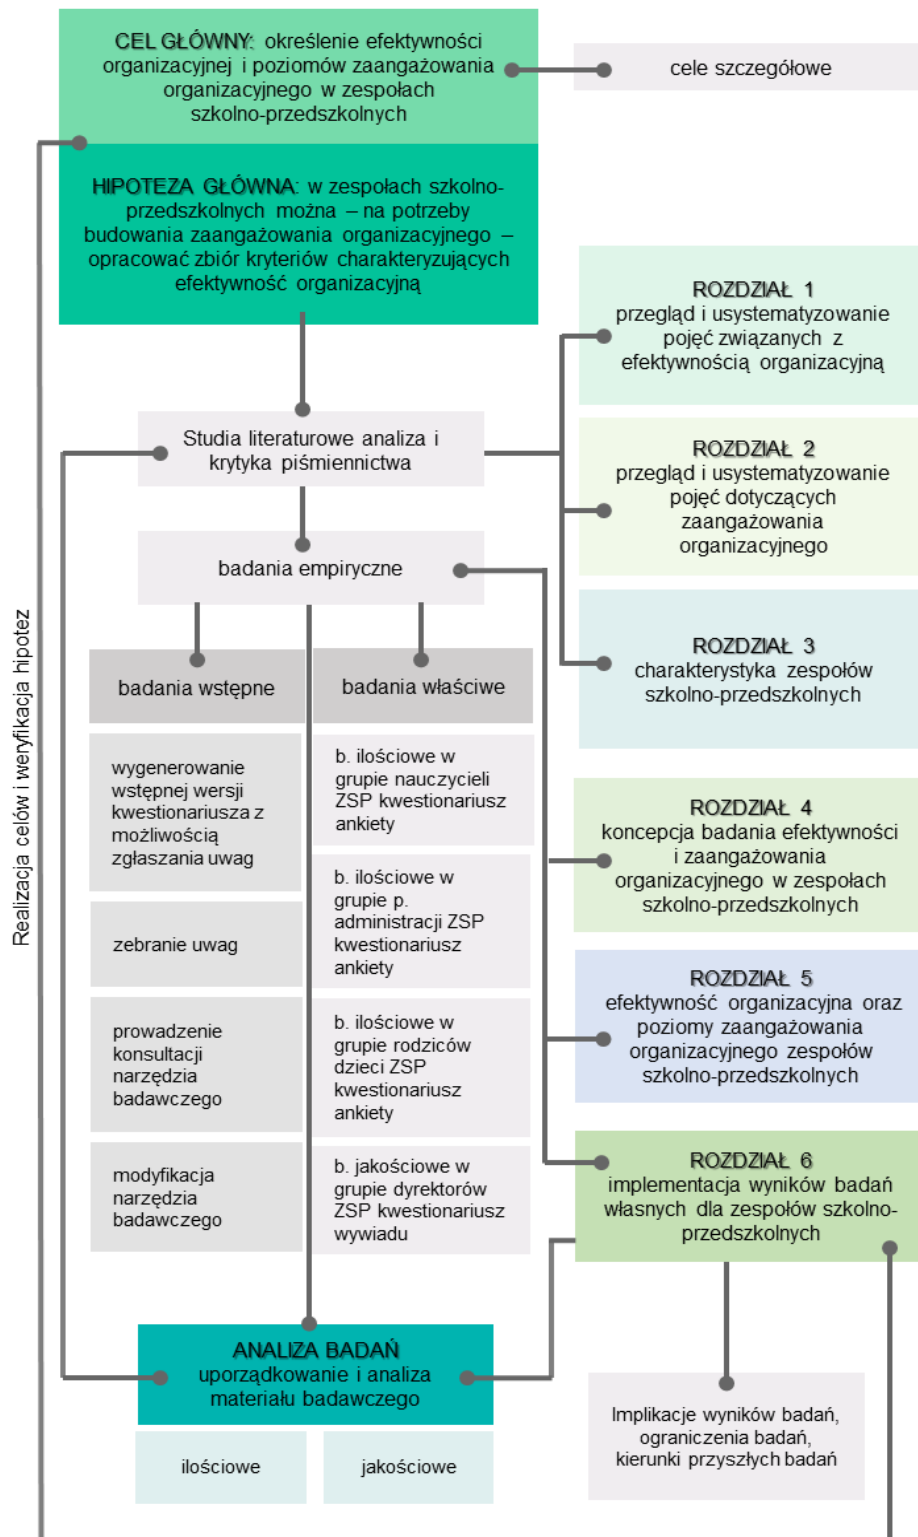 CEL GŁÓWNY: określenie efektywności
organizacyjnej i poziomów zaangażowania
organizacyjnego w zespołach
szkolno-przedszkolnych
cele szczegółowe
HIPOTEZA GŁÓWNA: w zespołach szkolno-
przedszkolnych można – na potrzeby
budowania zaangażowania organizacyjnego –
opracować zbiór kryteriów charakteryzujących
efektywność organizacyjną
ROZDZIAŁ 1
przegląd i usystematyzowanie
pojęć związanych z
efektywnością organizacyjną
Studia literaturowe analiza i
krytyka piśmiennictwa
ROZDZIAŁ 2
przegląd i usystematyzowanie
pojęć dotyczących
zaangażowania
organizacyjnego
badania empiryczne
ROZDZIAŁ 3
charakterystyka zespołów
szkolno-przedszkolnych
Realizacja celów i weryfikacja hipotez
badania wstępne
wygenerowanie
wstępnej wersji
kwestionariusza z
możliwością
zgłaszania uwag
zebranie uwag
prowadzenie
konsultacji
narzędzia
badawczego
modyfikacja
narzędzia
badawczego
badania właściwe
b. ilościowe w
grupie nauczycieli
ZSP kwestionariusz
ankiety
b. ilościowe w
grupie p.
administracji ZSP
kwestionariusz
ankiety
b. ilościowe w
grupie rodziców
dzieci ZSP
kwestionariusz
ankiety
b. jakościowe w
grupie dyrektorów
ZSP kwestionariusz
wywiadu
ROZDZIAŁ 4
koncepcja badania efektywności
i zaangażowania
organizacyjnego w zespołach
szkolno-przedszkolnych
ROZDZIAŁ 5
efektywność organizacyjna oraz
poziomy zaangażowania
organizacyjnego zespołów
szkolno-przedszkolnych
ROZDZIAŁ 6
implementacja wyników badań
własnych dla zespołów szkolno-
przedszkolnych
ANALIZA BADAŃ
uporządkowanie i analiza
materiału badawczego
ilościowe
jakościowe
Implikacje wyników badań,
ograniczenia badań,
kierunki przyszłych badań